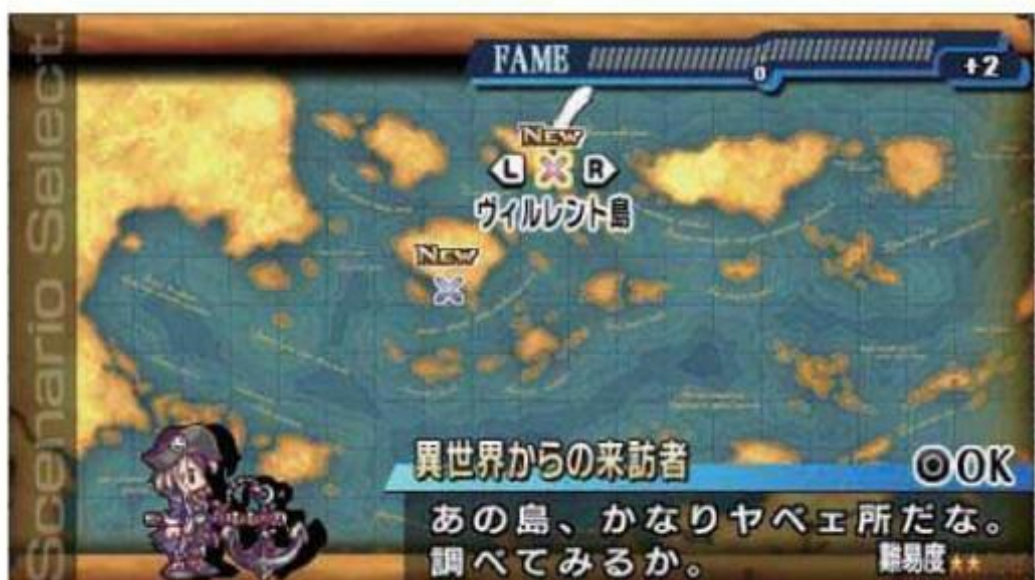 Scenario Select.
FAME
0
+2
NEW
L
R
ヴィルレント島
NEW
異世界からの来訪者
OK
あの島、かなりヤベェ所だな。
調べてみるか。
難易度★★